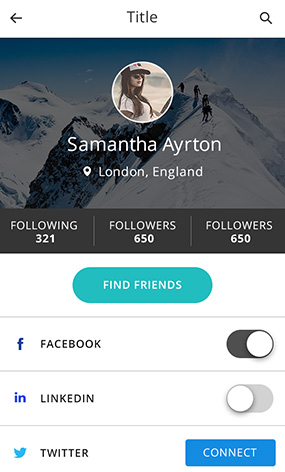 Title
Samantha Ayrton
London, England
FOLLOWING FOLLOWERS FOLLOWERS
321 650 650
FIND FRIENDS
f FACEBOOK
in LINKEDIN
TWITTER CONNECT